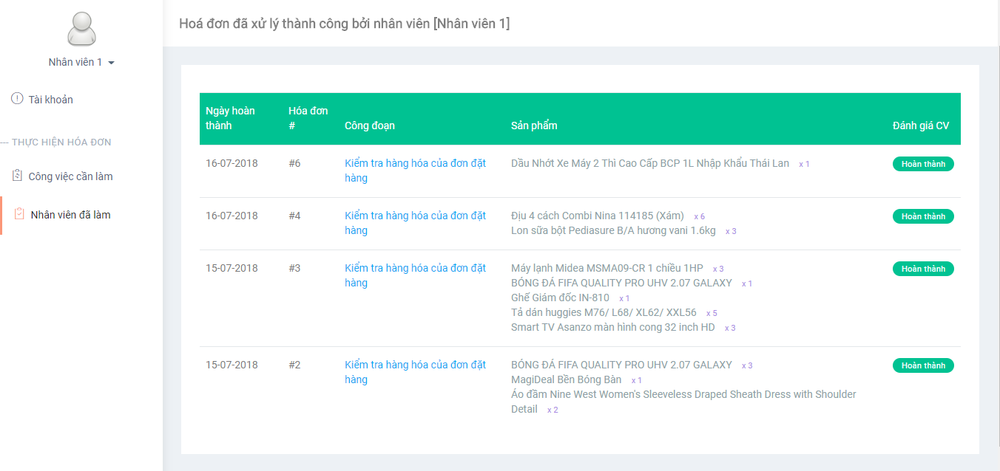 Nhân viên 1
Tài khoản
THỰC HIỆN HÓA ĐƠN
Công việc cần làm
Nhân viên đã làm
Hoá đơn đã xử lý thành công bởi nhân viên [Nhân viên 1]
Ngày hoàn thành Hóa đơn # Công đoạn Sản phẩm Đánh giá CV
16-07-2018 #6 Kiểm tra hàng hóa của đơn đặt Dầu Nhớt Xe Máy 2 Thì Cao Cấp BCP 1L Nhập Khẩu Thái Lan x 1 Hoàn thành
hàng
16-07-2018 #4 Kiểm tra hàng hóa của đơn đặt Địu 4 cách Combi Nina 114185 (Xám) x 6 Hoàn thành
hàng Lon sữa bột Pediasure B/A hương vani 1.6kg x 3
15-07-2018 #3 Kiểm tra hàng hóa của đơn đặt Máy lạnh Midea MSMA09-CR 1 chiều 1HP x 3 Hoàn thành
hàng BÓNG ĐÁ FIFA QUALITY PRO UHV 2.07 GALAXY x 1
Ghế Giám đốc IN-810 x 1
Tả dán huggies M76/ L68/ XL62/ XXL56 x 5
Smart TV Asanzo màn hình cong 32 inch HD x 3
15-07-2018 #2 Kiểm tra hàng hóa của đơn đặt BÓNG ĐÁ FIFA QUALITY PRO UHV 2.07 GALAXY x 3 Hoàn thành
hàng MagiDeal Bền Bóng Bàn x 1
Áo đầm Nine West Women's Sleeveless Draped Sheath Dress with Shoulder
Detail x 2